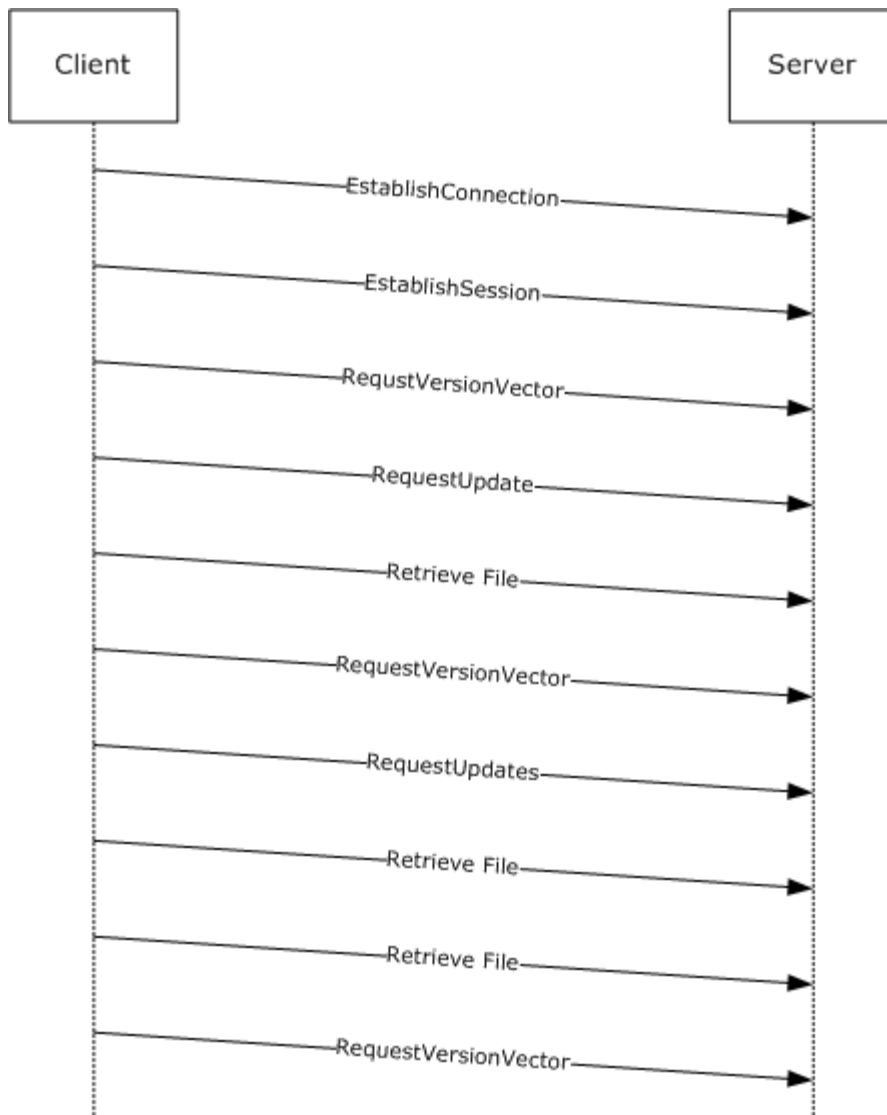 Client
Server
EstablishConnection
EstablishSession
RequstVersionVector
RequestUpdate
Retrieve File
RequestVersionVector
RequestUpdates
Retrieve File
Retrieve File
RequestVersionVector